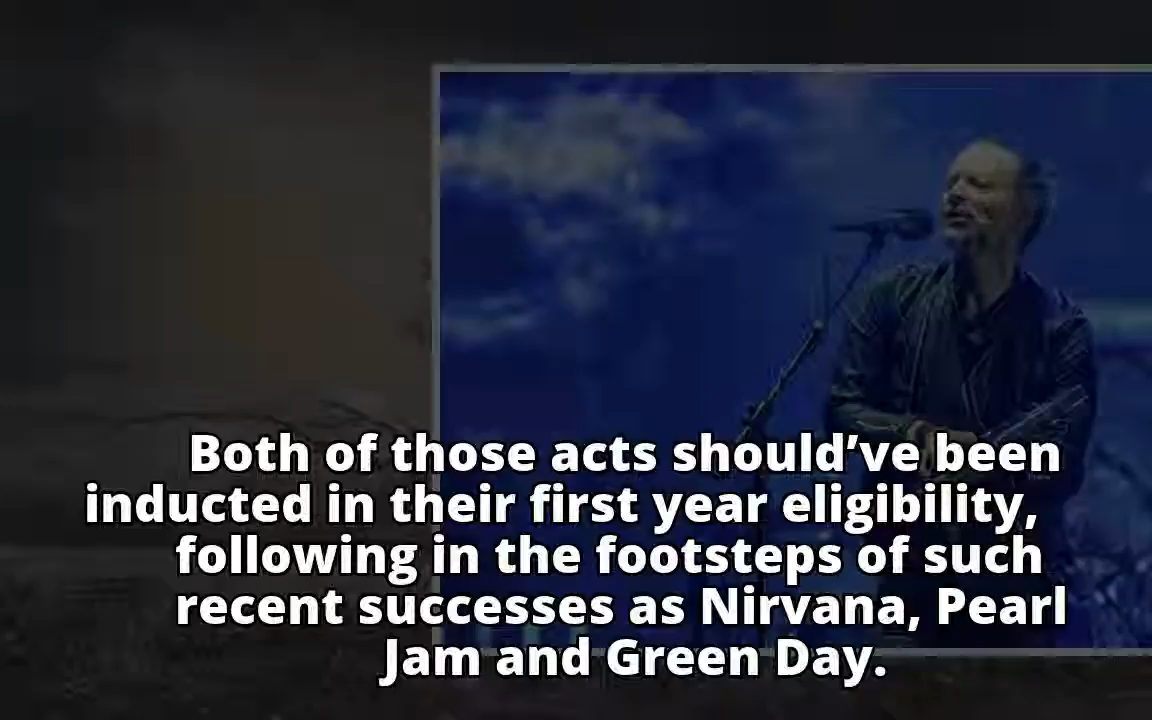 Both of those acts should’ve been
inducted in their first year eligibility,
following in the footsteps of such
recent successes as Nirvana, Pearl
Jam and Green Day.